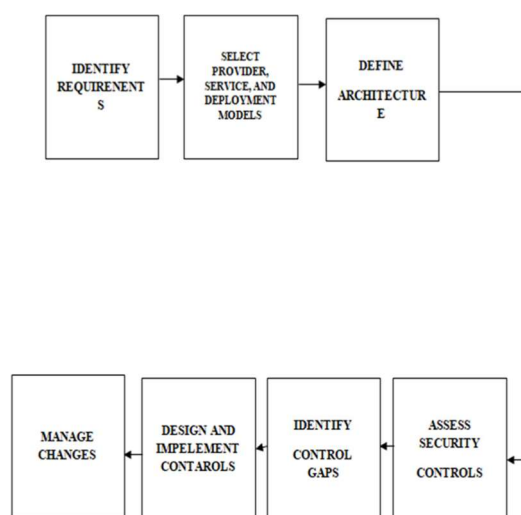 IDENTIFY
REQUIRENENT
S
SELECT
PROVIDER,
SERVICE, AND
DEPLOYMENT
MODELS
DEFINE
ARCHITECTUR
E
ASSESS
SECURITY
CONTROLS
IDENTIFY
CONTROL
GAPS
DESIGN AND
IMPELEMENT
CONTAROLS
MANAGE
CHANGES